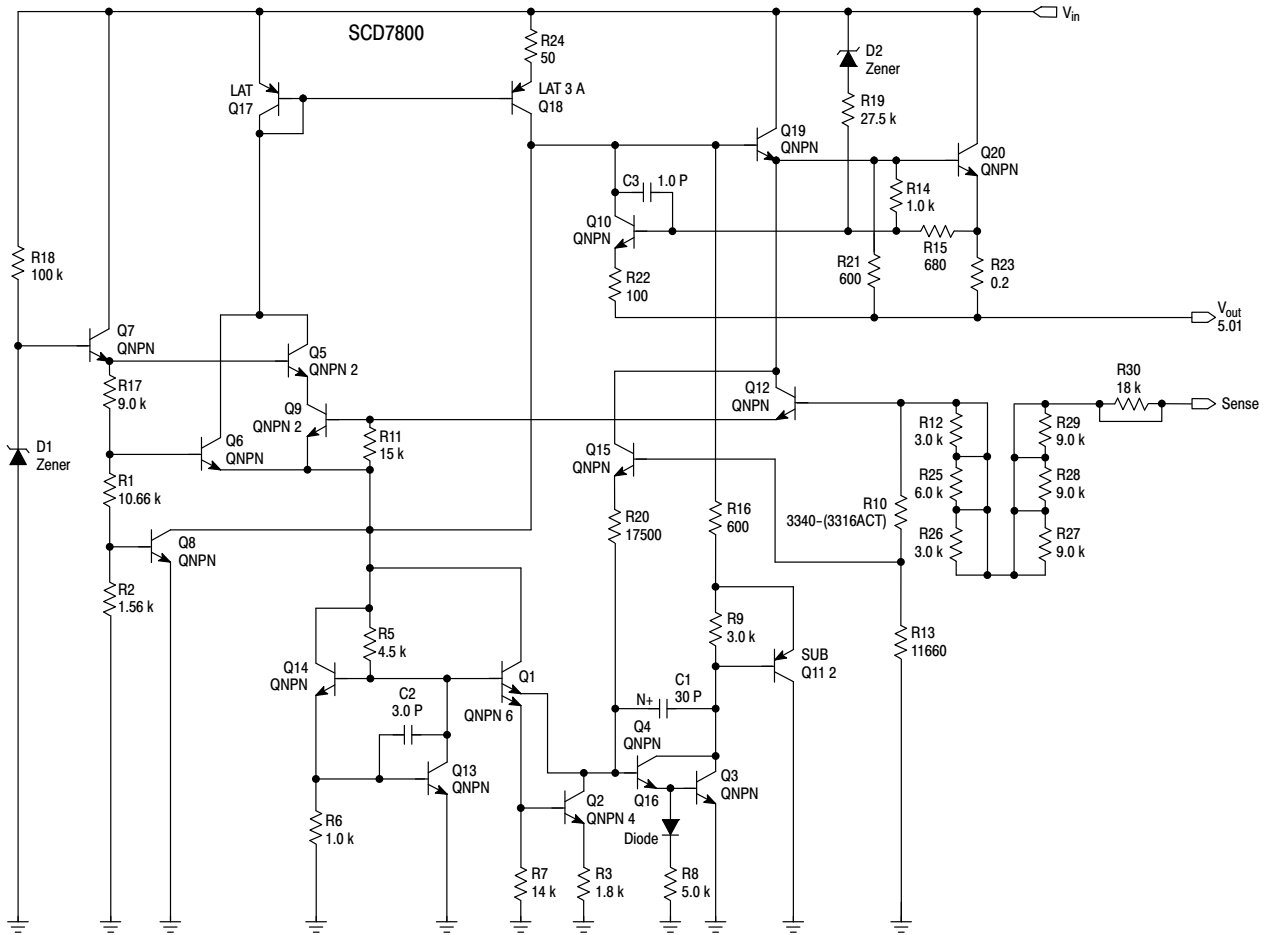 SCD7800
Vin
R24
50
D2
Zener
LAT
Q17
LAT 3 A
Q18
R19
27.5 k
Q19
QNPN
Q20
QNPN
C3
1.0 P
R14
1.0 k
Q10
QNPN
R15
680
R18
100 k
R21
600
R23
0.2
R22
100
Vout
5.01
Q7
QNPN
Q5
QNPN 2
R17
9.0 k
R30
18 k
Sense
Q12
QNPN
Q9
QNPN 2
R11
15 k
R12
3.0 k
R29
9.0 k
Q6
QNPN
D1
Zener
Q15
QNPN
R25
6.0 k
R28
9.0 k
R1
10.66 k
R10
3340–(3316ACT)
R20
17500
R16
600
R26
3.0 k
R27
9.0 k
Q8
QNPN
R2
1.56 k
R5
4.5 k
R9
3.0 k
R13
11660
Q14
QNPN
Q1
QNPN 6
SUB
Q11 2
C2
3.0 P
N+
C1
30 P
Q4
QNPN
Q13
QNPN
Q16
Q3
QNPN
Q2
QNPN 4
R6
1.0 k
Diode
R7
14 k
R3
1.8 k
R8
5.0 k